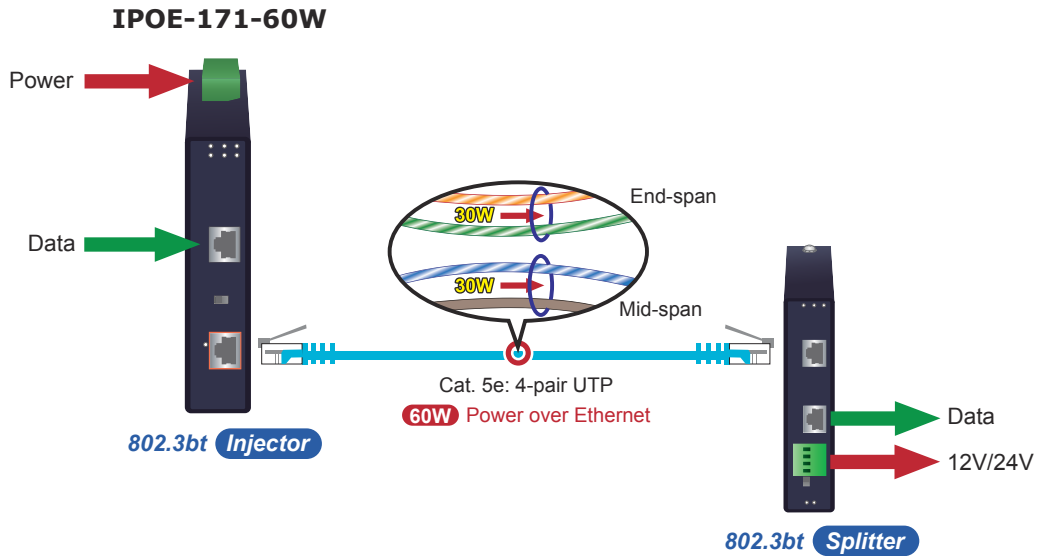 IPOE-171-60W
Power
Data
30W
End-span
30W
Mid-span
Cat. 5e: 4-pair UTP
60W Power over Ethernet
802.3bt Injector
Data
12V/24V
802.3bt Splitter